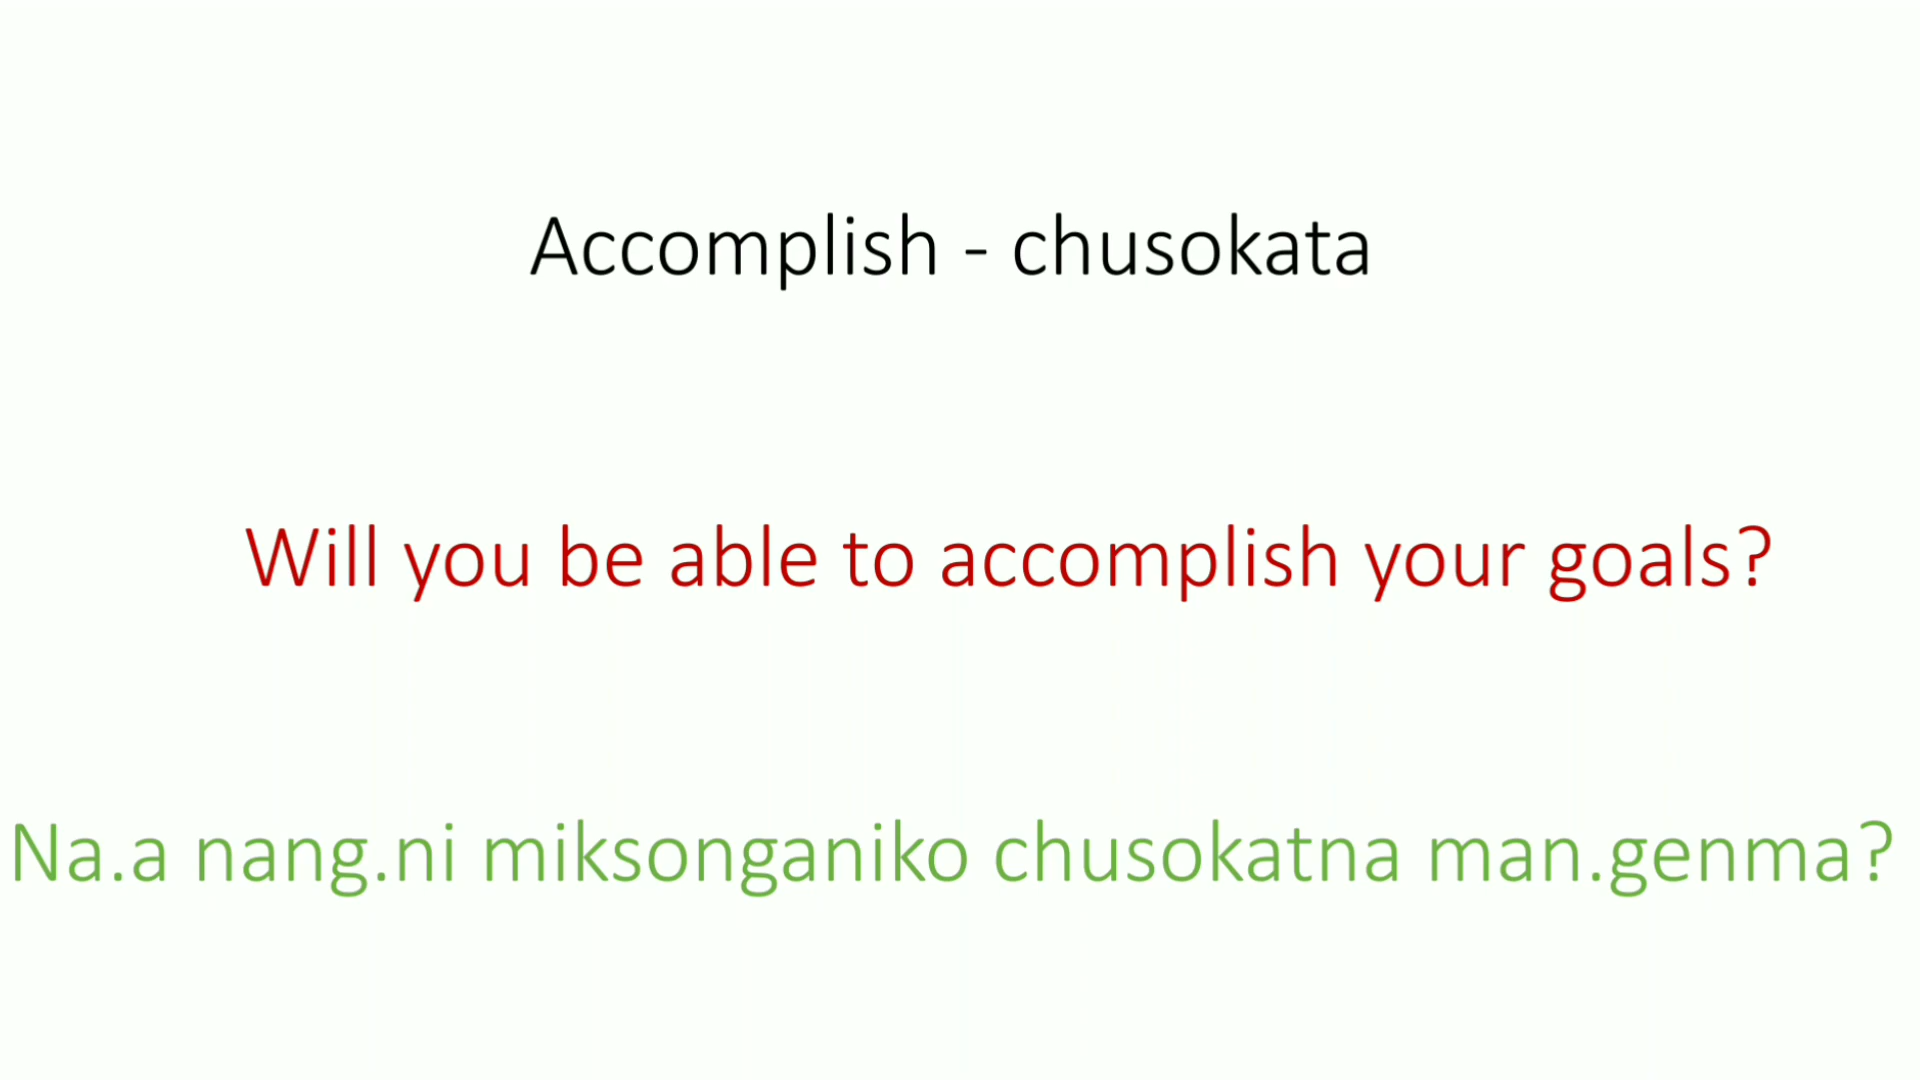 Accomplish - chusokata
Will you be able to accomplish your goals?
Na.a nang.ni miksonganiko chusokatna man.genma?